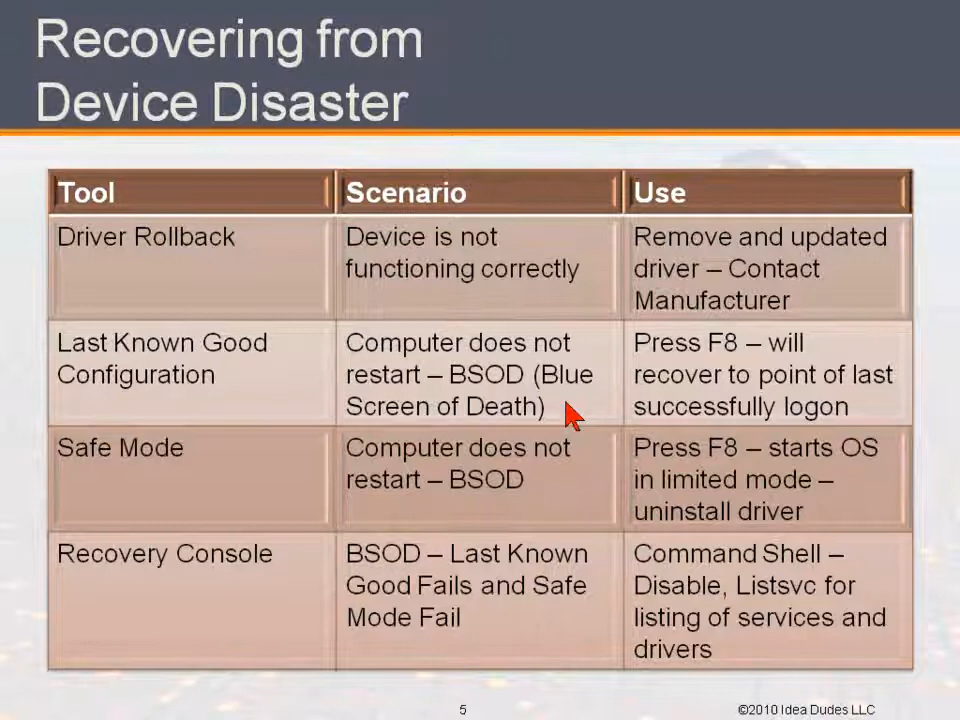 Recovering from
Device Disaster
Tool
Scenario
Use
Driver Rollback
Device is not
functioning correctly
Remove and updated
driver – Contact
Manufacturer
Last Known Good
Configuration
Computer does not
restart – BSOD (Blue
Screen of Death)
Press F8 – will
recover to point of last
successfully logon
Safe Mode
Computer does not
restart – BSOD
Press F8 – starts OS
in limited mode –
uninstall driver
Recovery Console
BSOD – Last Known
Good Fails and Safe
Mode Fail
Command Shell –
Disable, Listsvc for
listing of services and
drivers
5
©2010 Idea Dudes LLC